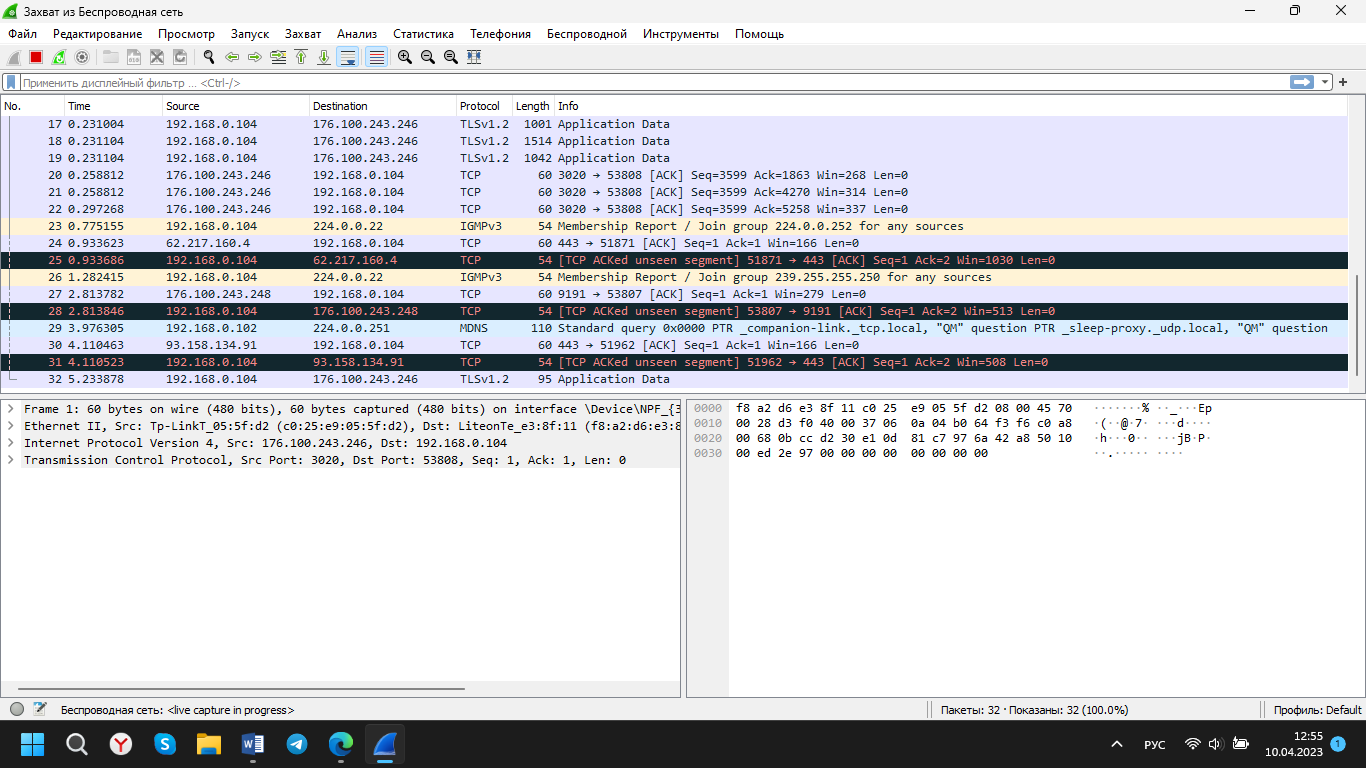 Захват из Беспроводная сеть
Файл Редактирование Просмотр Запуск Захват Анализ Статистика Телефония Беспроводной Инструменты Помощь
Применить дисплейный фильтр ... <Ctrl-/>
No. Time Source Destination Protocol Length Info
17 0.231004 192.168.0.104 176.100.243.246 TLSv1.2 1001 Application Data
18 0.231104 192.168.0.104 176.100.243.246 TLSv1.2 1514 Application Data
19 0.231104 192.168.0.104 176.100.243.246 TLSv1.2 1042 Application Data
20 0.258812 176.100.243.246 192.168.0.104 TCP 60 3020 → 53808 [ACK] Seq=3599 Ack=1863 Win=268 Len=0
21 0.258812 176.100.243.246 192.168.0.104 TCP 60 3020 → 53808 [ACK] Seq=3599 Ack=4270 Win=314 Len=0
22 0.297268 176.100.243.246 192.168.0.104 TCP 60 3020 → 53808 [ACK] Seq=3599 Ack=5258 Win=337 Len=0
23 0.775155 192.168.0.104 224.0.0.22 IGMPv3 54 Membership Report / Join group 224.0.0.252 for any sources
24 0.933623 62.217.160.4 192.168.0.104 TCP 60 443 → 51871 [ACK] Seq=1 Ack=1 Win=166 Len=0
25 0.933686 192.168.0.104 62.217.160.4 TCP 54 [TCP ACKed unseen segment] 51871 → 443 [ACK] Seq=1 Ack=2 Win=1030 Len=0
26 1.282415 192.168.0.104 224.0.0.22 IGMPv3 54 Membership Report / Join group 239.255.255.250 for any sources
27 2.813782 176.100.243.248 192.168.0.104 TCP 60 9191 → 53807 [ACK] Seq=1 Ack=1 Win=279 Len=0
28 2.813846 192.168.0.104 176.100.243.248 TCP 54 [TCP ACKed unseen segment] 53807 → 9191 [ACK] Seq=1 Ack=2 Win=513 Len=0
29 3.976305 192.168.0.102 224.0.0.251 MDNS 110 Standard query 0x0000 PTR _companion-link._tcp.local, "QM" question PTR _sleep-proxy._udp.local, "QM" question
30 4.110463 93.158.134.91 192.168.0.104 TCP 60 443 → 51962 [ACK] Seq=1 Ack=1 Win=166 Len=0
31 4.110523 192.168.0.104 93.158.134.91 TCP 54 [TCP ACKed unseen segment] 51962 → 443 [ACK] Seq=1 Ack=2 Win=508 Len=0
32 5.233878 192.168.0.104 176.100.243.246 TLSv1.2 95 Application Data
Frame 1: 60 bytes on wire (480 bits), 60 bytes captured (480 bits) on interface \Device\NPF_{3
Ethernet II, Src: Tp-LinkT_05:5f:d2 (c0:25:e9:05:5f:d2), Dst: LiteonTe_e3:8f:11 (f8:a2:d6:e3:8
Internet Protocol Version 4, Src: 176.100.243.246, Dst: 192.168.0.104
Transmission Control Protocol, Src Port: 3020, Dst Port: 53808, Seq: 1, Ack: 1, Len: 0
0000 f8 a2 d6 e3 8f 11 c0 25 e9 05 5f d2 08 00 45 70 ·······% ··_···Ep
0010 00 28 d3 f0 40 00 37 06 0a 04 b0 64 f3 f6 c0 a8 ·(··@·7· ···d····
0020 00 68 0b cc d2 30 e1 0d 81 c7 97 6a 42 a8 50 10 ·h···0·· ···jB·P·
0030 00 ed 2e 97 00 00 00 00 00 00 00 00 ··.····· ····
Беспроводная сеть: <live capture in progress>
Пакеты: 32 · Показаны: 32 (100.0%)
Профиль: Default
РУС
12:55
10.04.2023
1